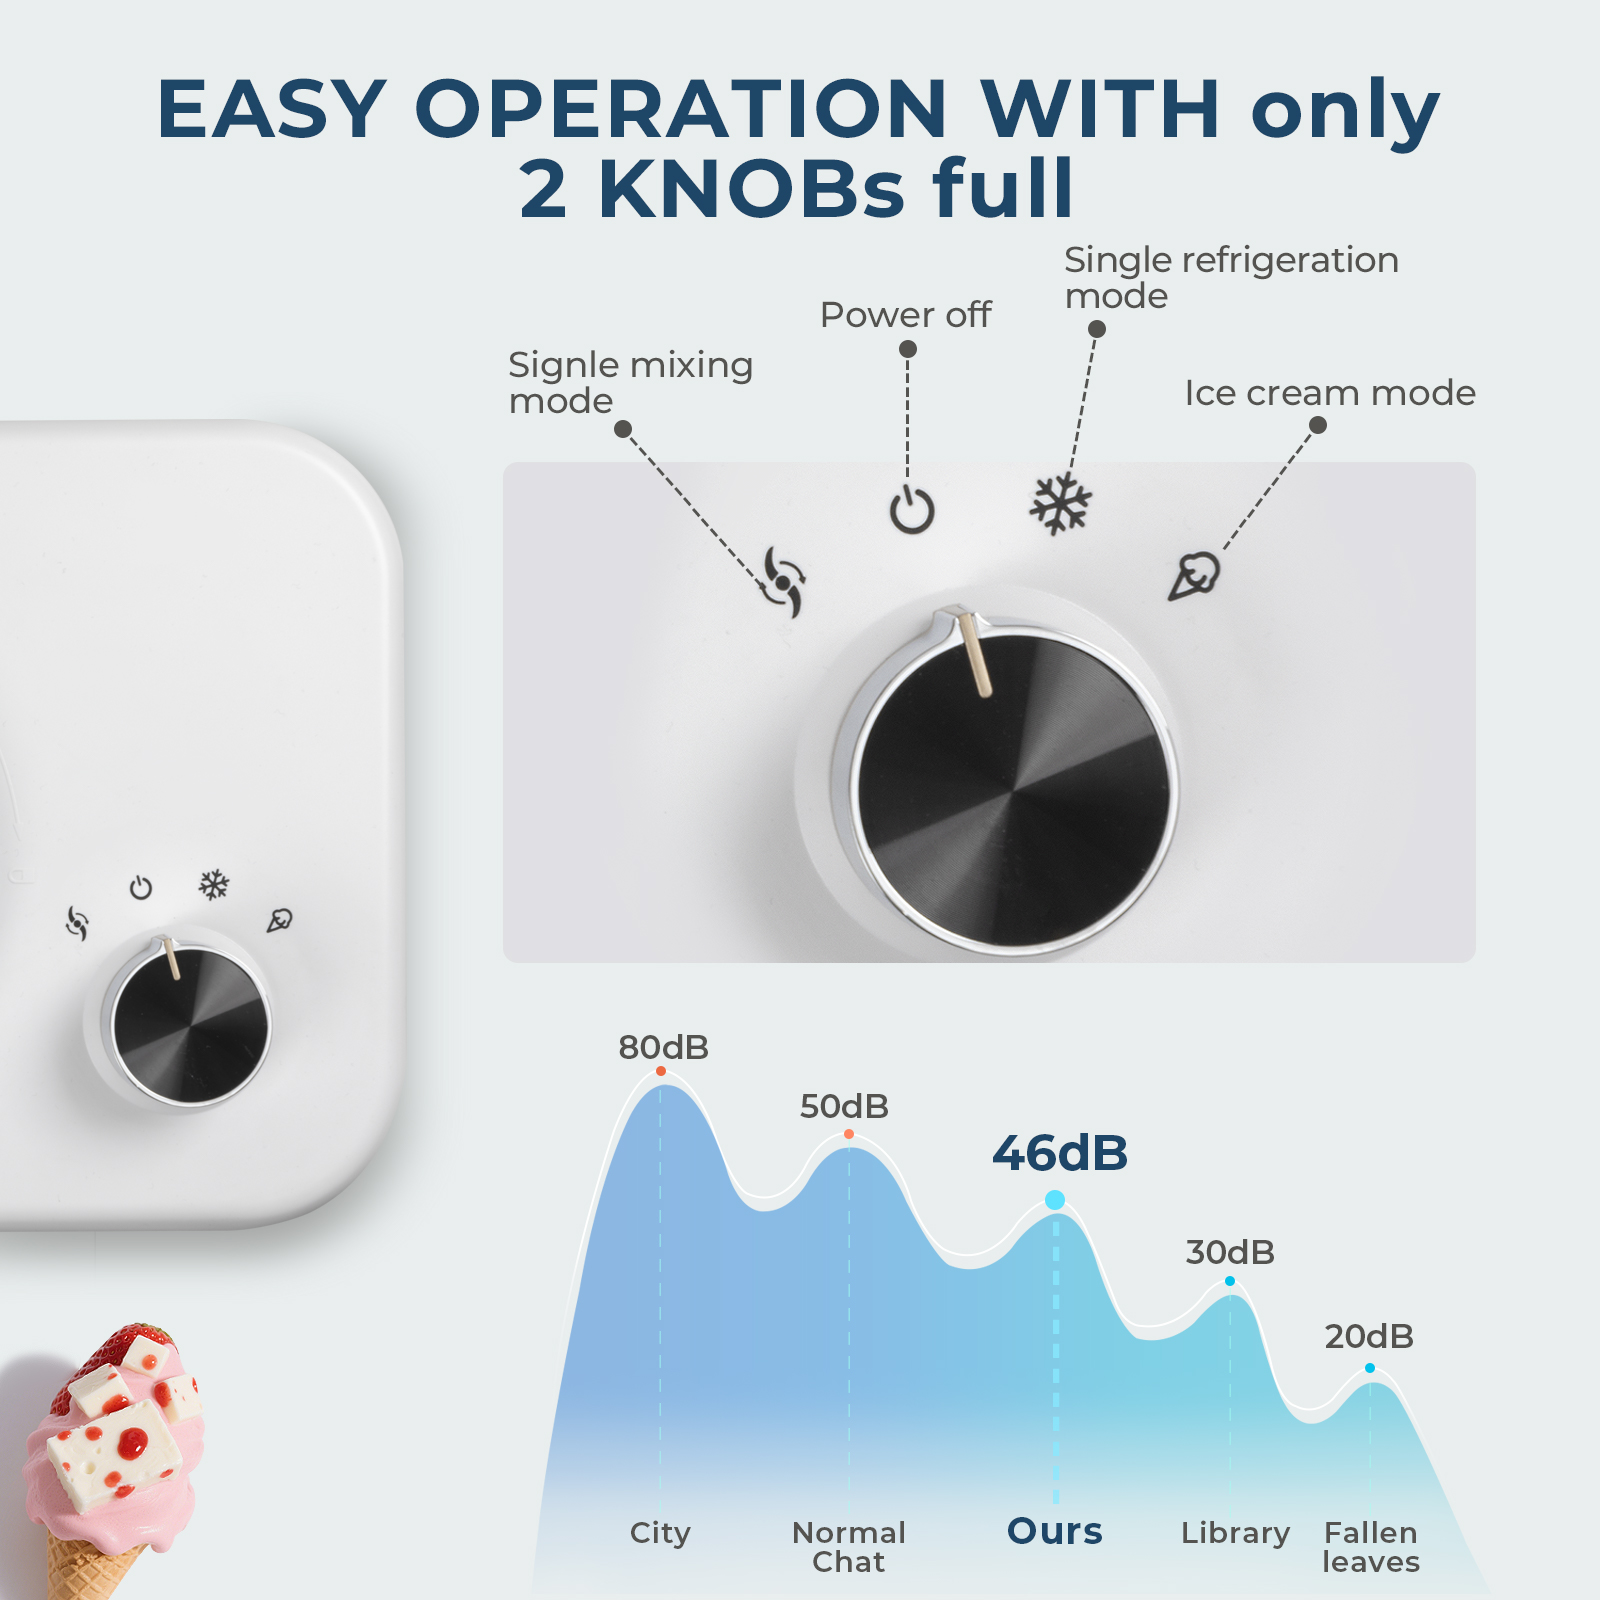 EASY OPERATION WITH only
2 KNOBs full
Single refrigeration
mode
Power off
Signle mixing
mode
Ice cream mode
80dB
50dB
46dB
30dB
20dB
City
Normal
Chat
Ours
Library
Fallen
leaves